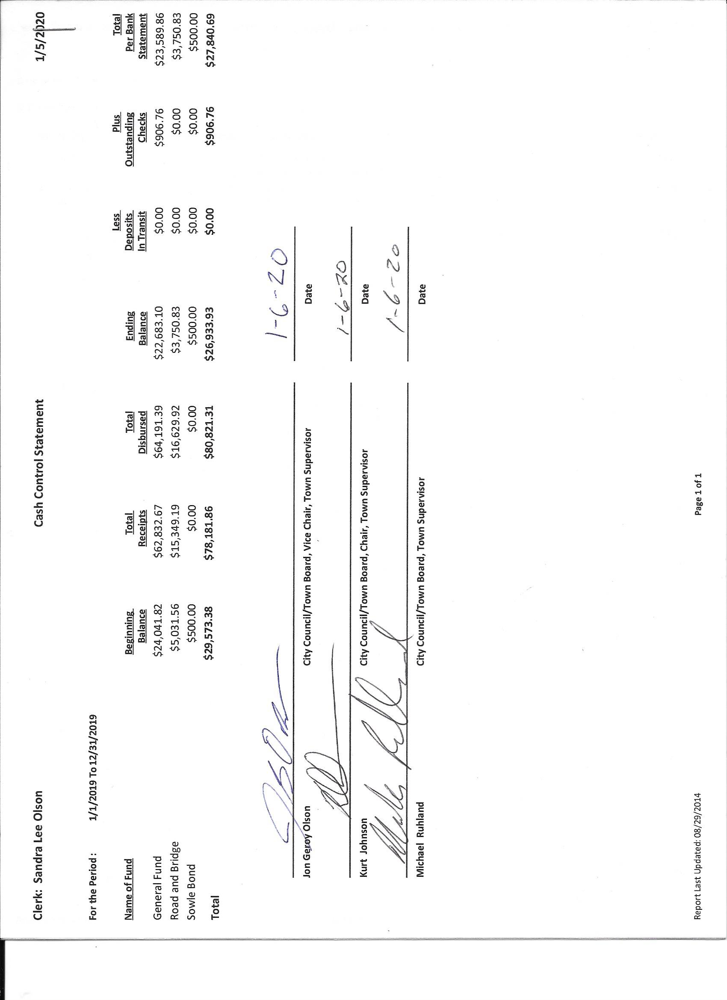 Clerk: Sandra Lee Olson Cash Control Statement 1/5/2020
For the Period : 1/1/2019 To 12/31/2019
Name of Fund Beginning Balance Total Receipts Total Disbursed Ending Balance Less Deposits In Transit Plus Outstanding Checks Total Per Bank Statement
General Fund $24,041.82 $62,832.67 $64,191.39 $22,683.10 $0.00 $906.76 $23,589.86
Road and Bridge $5,031.56 $15,349.19 $16,629.92 $3,750.83 $0.00 $0.00 $3,750.83
Sowle Bond $500.00 $0.00 $0.00 $500.00 $0.00 $0.00 $500.00
Total $29,573.38 $78,181.86 $80,821.31 $26,933.93 $0.00 $906.76 $27,840.69
1-6-20
Jon Geroy Olson City Council/Town Board, Vice Chair, Town Supervisor Date
1-6-20
Kurt Johnson City Council/Town Board, Chair, Town Supervisor Date
1-6-20
Michael Ruhland City Council/Town Board, Town Supervisor Date
Report Last Updated: 08/29/2014 Page 1 of 1